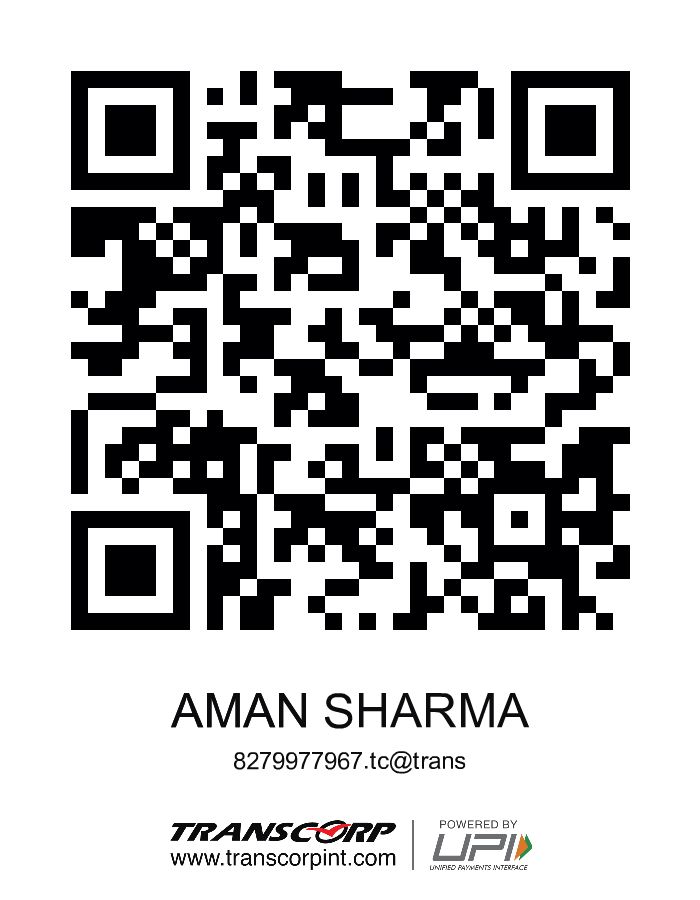 AMAN SHARMA
8279977967.tc@trans
TRANSCORP
www.transcorpint.com
POWERED BY
UPI
UNIFIED PAYMENTS INTERFACE